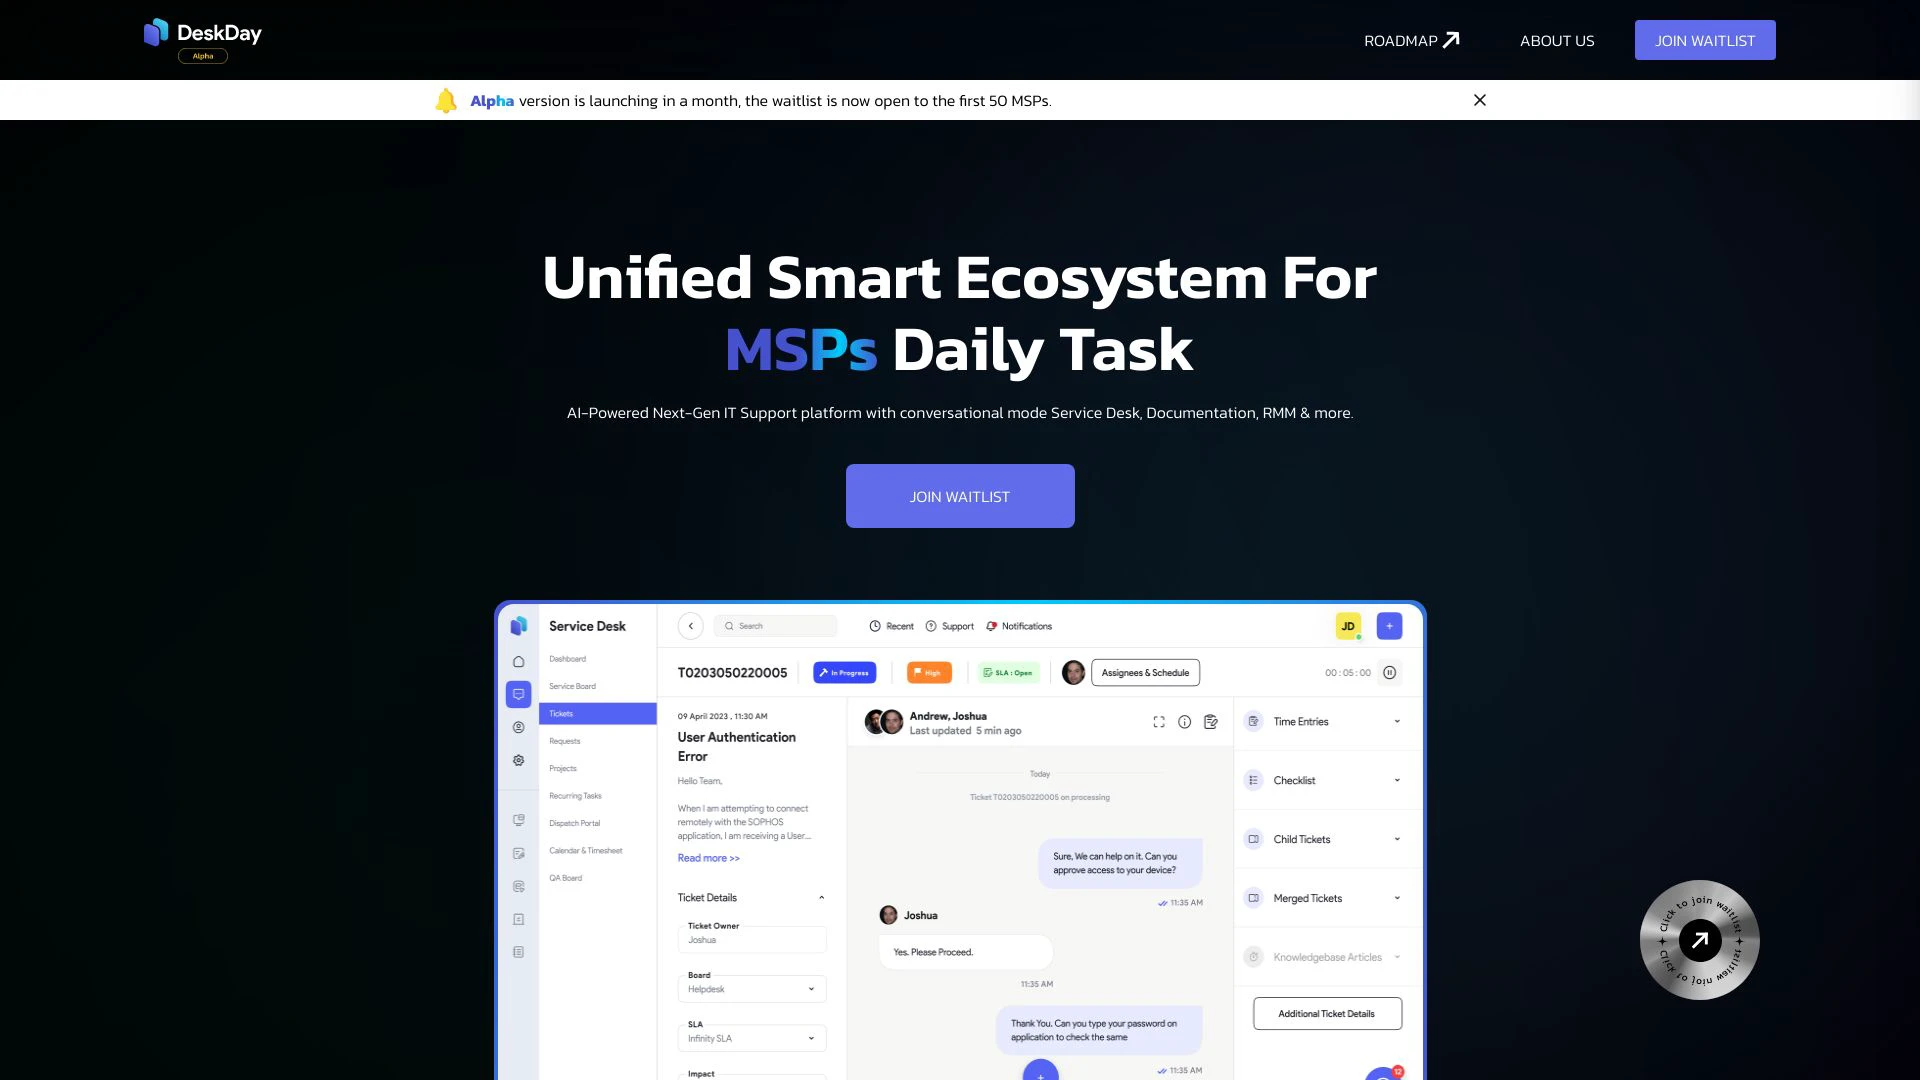 DeskDay
Alpha
ROADMAP
ABOUT US
JOIN WAITLIST
Alpha version is launching in a month, the waitlist is now open to the first 50 MSPs.
Unified Smart Ecosystem For
MSPs Daily Task
AI-Powered Next-Gen IT Support platform with conversational mode Service Desk, Documentation, RMM & more.
JOIN WAITLIST
Service Desk
Search
Recent
Support
Notifications
JD
Dashboard
Service Board
Tickets
Requests
Projects
Recurring Tasks
Dispatch Portal
Calendar & Timesheet
QA Board
T0203050220005
In Progress
High
SLA : Open
Assignees & Schedule
00 : 05 : 00
09 April 2023 , 11:30 AM
User Authentication
Error
Hello Team,
When I am attempting to connect
remotely with the SOPHOS
application, I am receiving a User...
Read more >>
Ticket Details
Ticket Owner
Joshua
Board
Helpdesk
SLA
Infinity SLA
Impact
Andrew, Joshua
Last updated 5 min ago
Today
Ticket T0203050220005 on processing
Sure, We can help on it. Can you
approve access to your device?
11:35 AM
Joshua
Yes. Please Proceed.
11:35 AM
Thank You. Can you type your password on
application to check the same
11:35 AM
Time Entries
Checklist
Child Tickets
Merged Tickets
Knowledgebase Articles
Additional Ticket Details
12
Click to join waitlist
Click to join waitlist